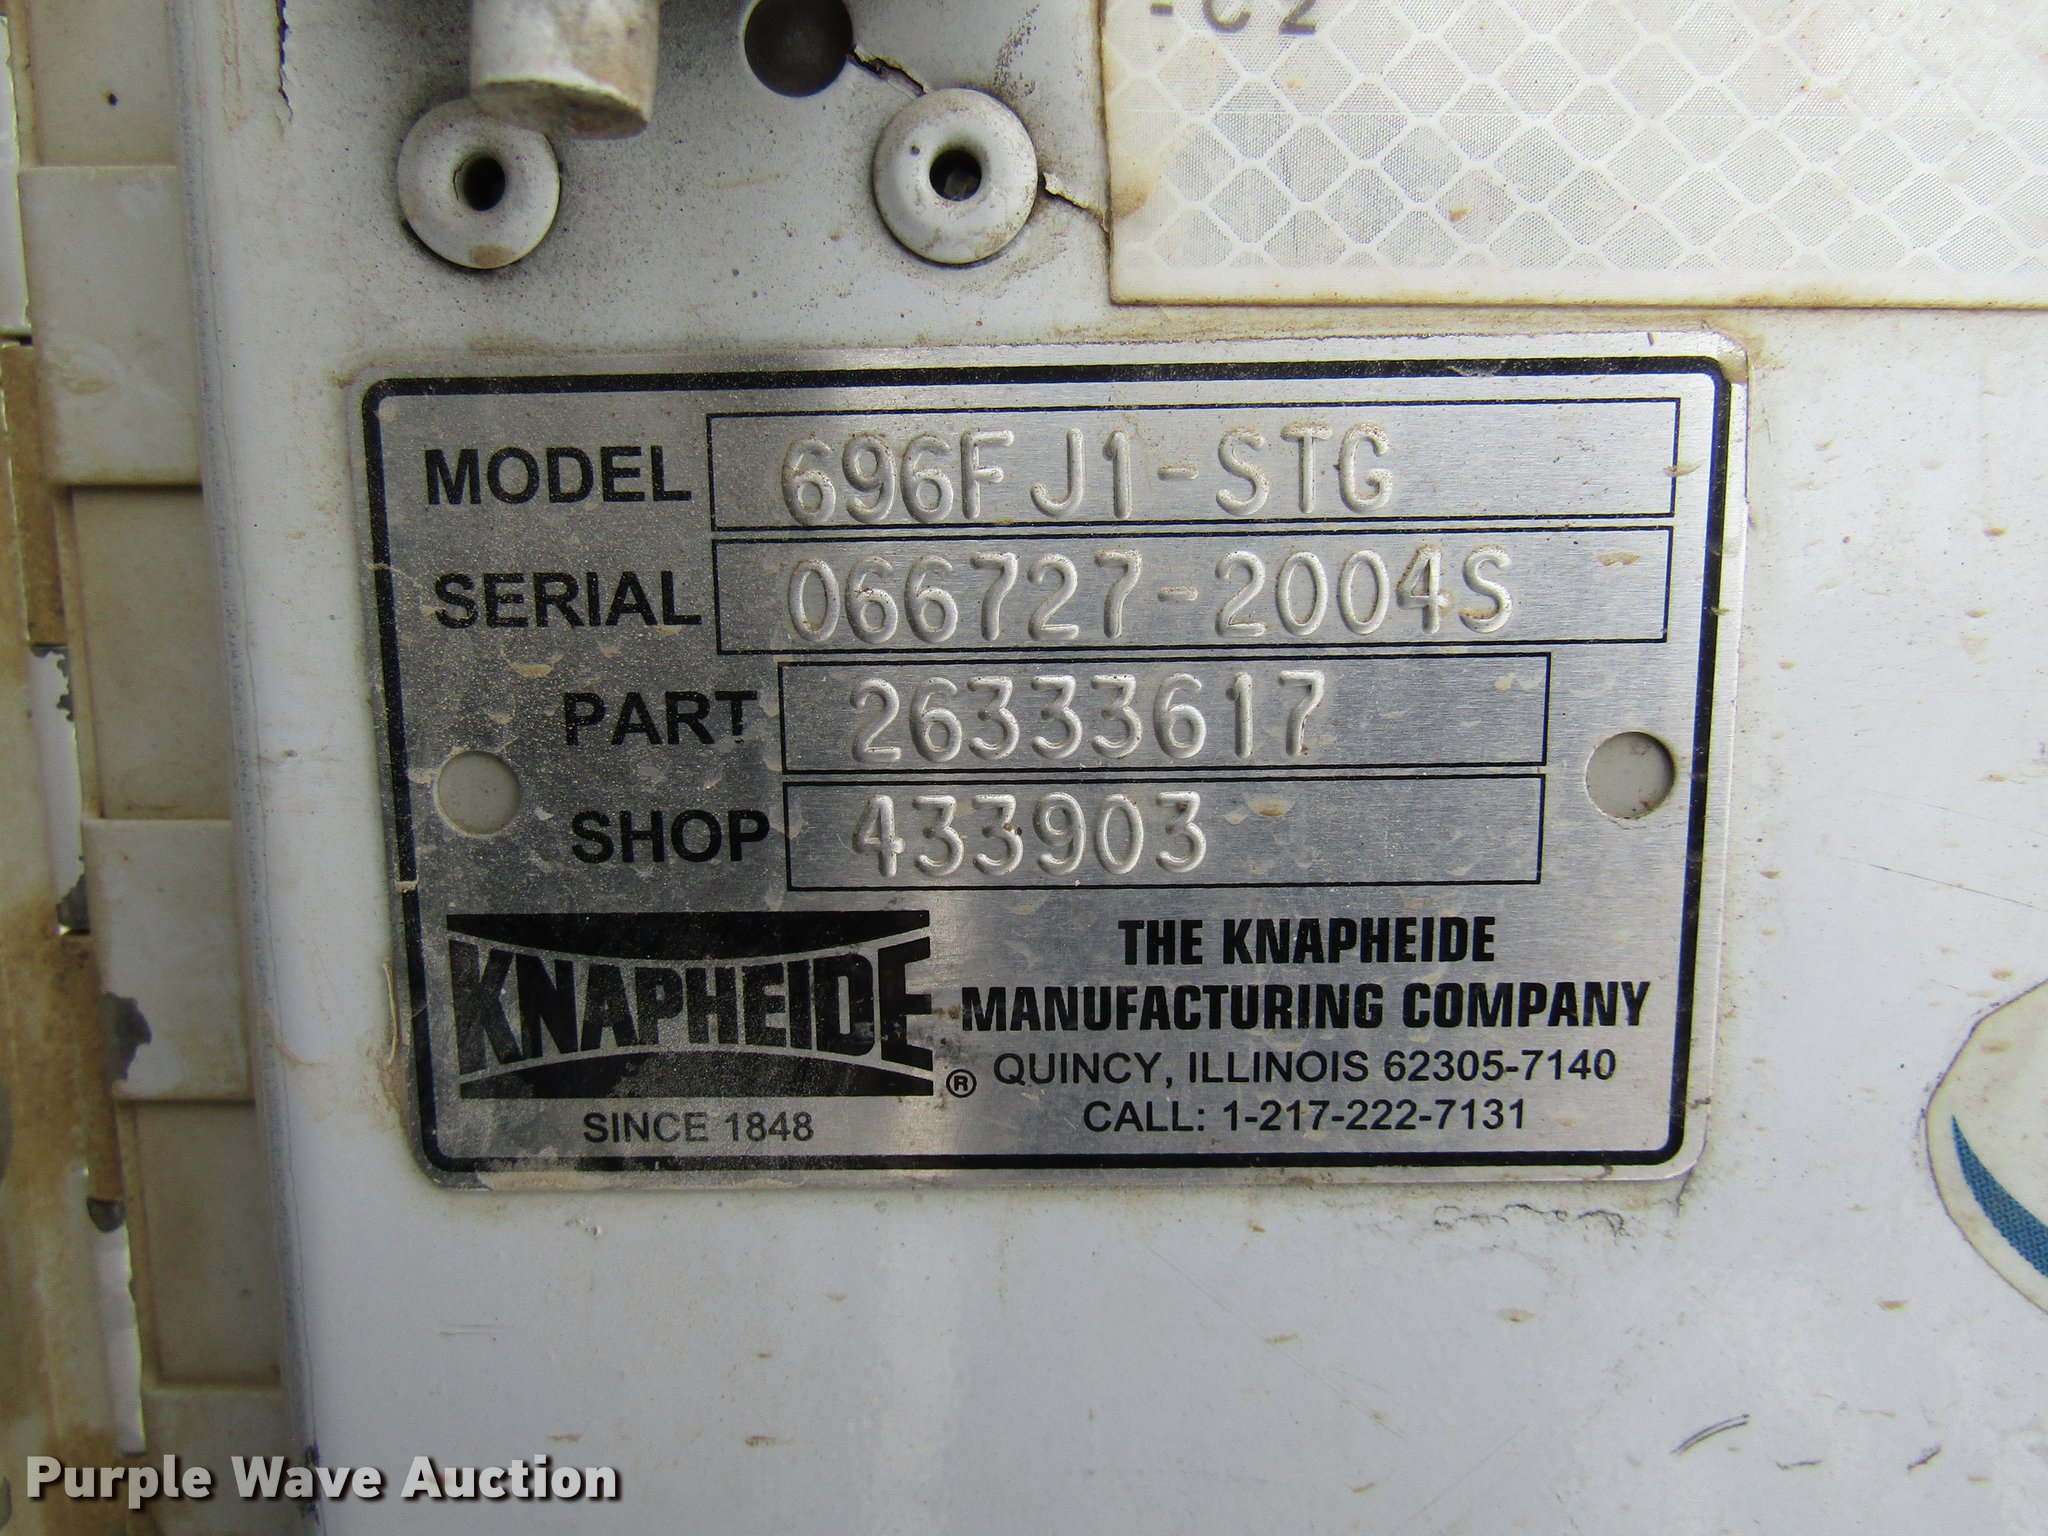 -C2
MODEL 696FJ1-STG
SERIAL 066727-2004S
PART 26333617
SHOP 433903
KNAPHEIDE ®
SINCE 1848
THE KNAPHEIDE
MANUFACTURING COMPANY
QUINCY, ILLINOIS 62305-7140
CALL: 1-217-222-7131
Purple Wave Auction